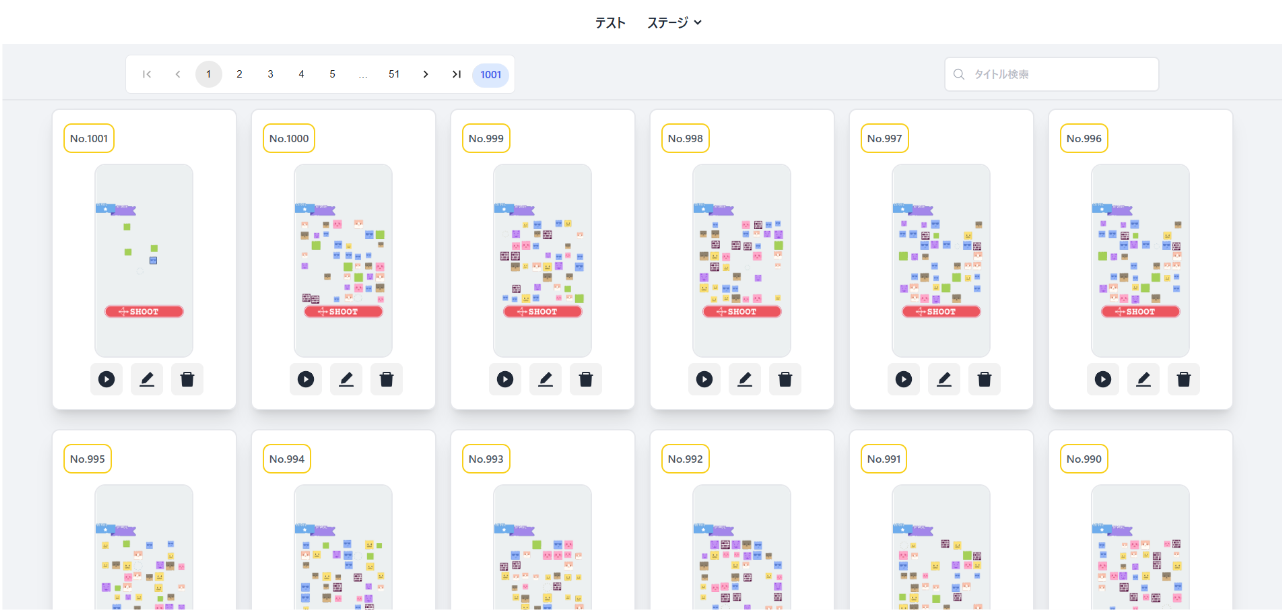 テスト ステージ
1 2 3 4 5 ... 51 1001
タイトル検索
No.1001 No.1000 No.999 No.998 No.997 No.996
SHOOT SHOOT SHOOT SHOOT SHOOT SHOOT
No.995 No.994 No.993 No.992 No.991 No.990